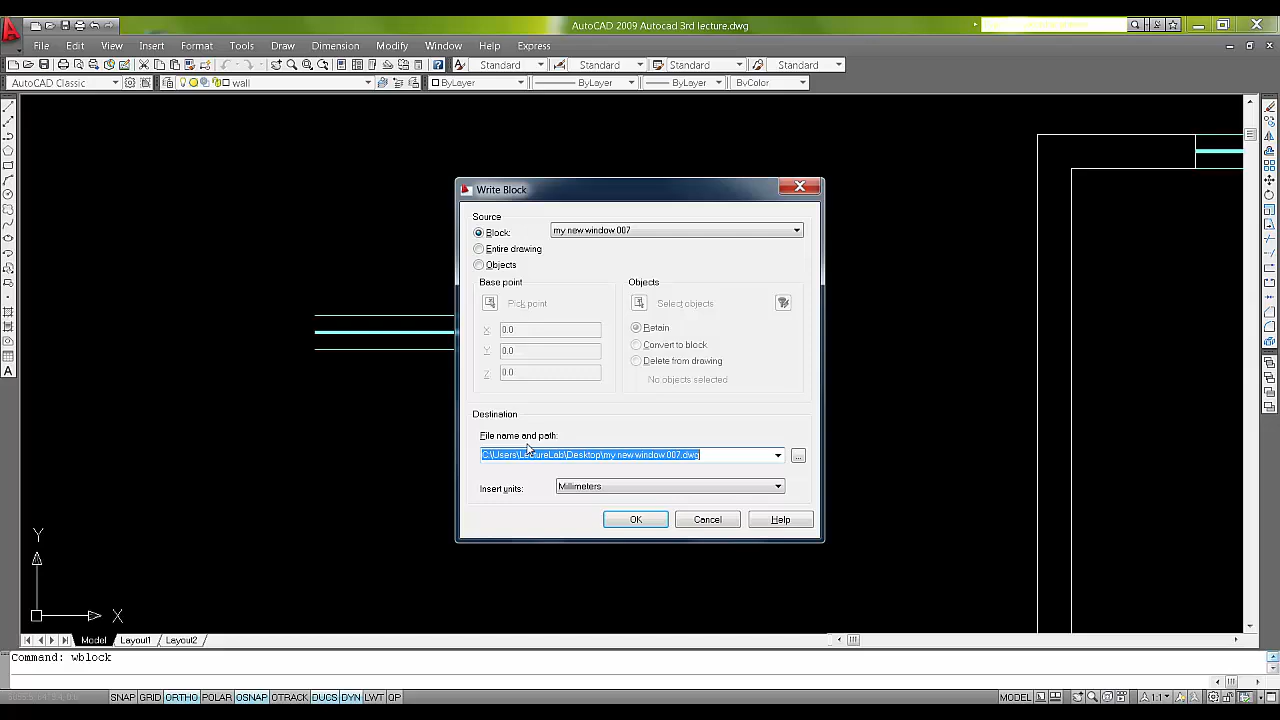 AutoCAD 2009 Autocad 3rd lecture.dwg
File Edit View Insert Format Tools Draw Dimension Modify Window Help Express
Standard Standard Standard Standard
AutoCAD Classic wall ByLayer ByLayer ByLayer ByColor
Write Block
Source
Block: my new window 007
Entire drawing
Objects
Base point Objects
Pick point Select objects
X: 0.0 Retain
Y: 0.0 Convert to block
Z: 0.0 Delete from drawing
No objects selected
Destination
File name and path:
C:\Users\LectureLab\Desktop\my new window 007.dwg
...
Insert units: Millimeters
OK Cancel Help
Y
X
Model Layout1 Layout2
Command: wblock
SNAP GRID ORTHO POLAR OSNAP OTRACK DUCS DYN LWT QP MODEL 1:1
A